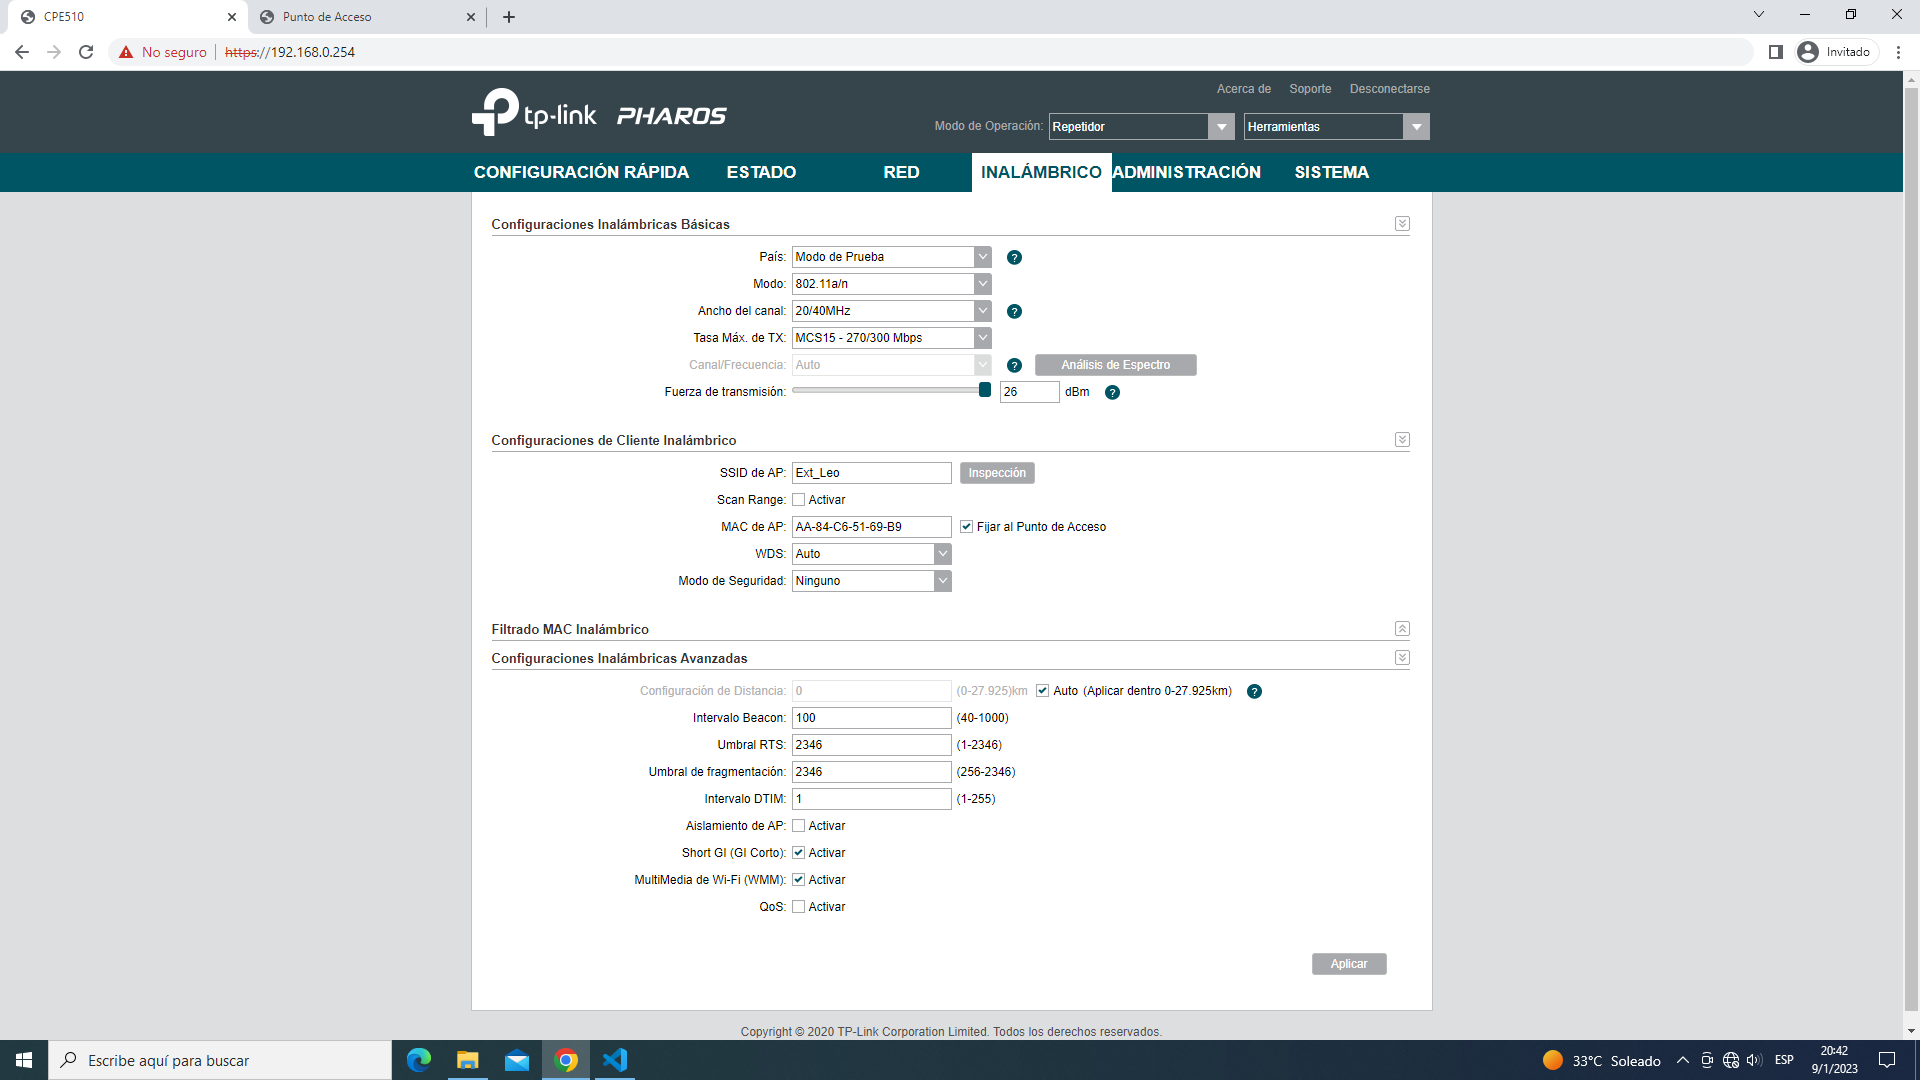 CPE510
Punto de Acceso
No seguro
https://192.168.0.254
Invitado
tp-link PHAROS
Acerca de Soporte Desconectarse
Modo de Operación: Repetidor Herramientas
CONFIGURACIÓN RÁPIDA ESTADO RED INALÁMBRICO ADMINISTRACIÓN SISTEMA
Configuraciones Inalámbricas Básicas
País: Modo de Prueba ?
Modo: 802.11a/n
Ancho del canal: 20/40MHz ?
Tasa Máx. de TX: MCS15 - 270/300 Mbps
Canal/Frecuencia: Auto ? Análisis de Espectro
Fuerza de transmisión: 26 dBm ?
Configuraciones de Cliente Inalámbrico
SSID de AP: Ext_Leo Inspección
Scan Range: Activar
MAC de AP: AA-84-C6-51-69-B9 Fijar al Punto de Acceso
WDS: Auto
Modo de Seguridad: Ninguno
Filtrado MAC Inalámbrico
Configuraciones Inalámbricas Avanzadas
Configuración de Distancia: 0 (0-27.925)km Auto (Aplicar dentro 0-27.925km) ?
Intervalo Beacon: 100 (40-1000)
Umbral RTS: 2346 (1-2346)
Umbral de fragmentación: 2346 (256-2346)
Intervalo DTIM: 1 (1-255)
Aislamiento de AP: Activar
Short GI (GI Corto): Activar
MultiMedia de Wi-Fi (WMM): Activar
QoS: Activar
Aplicar
Copyright © 2020 TP-Link Corporation Limited. Todos los derechos reservados.
Escribe aquí para buscar
33°C Soleado
ESP
20:42
9/1/2023